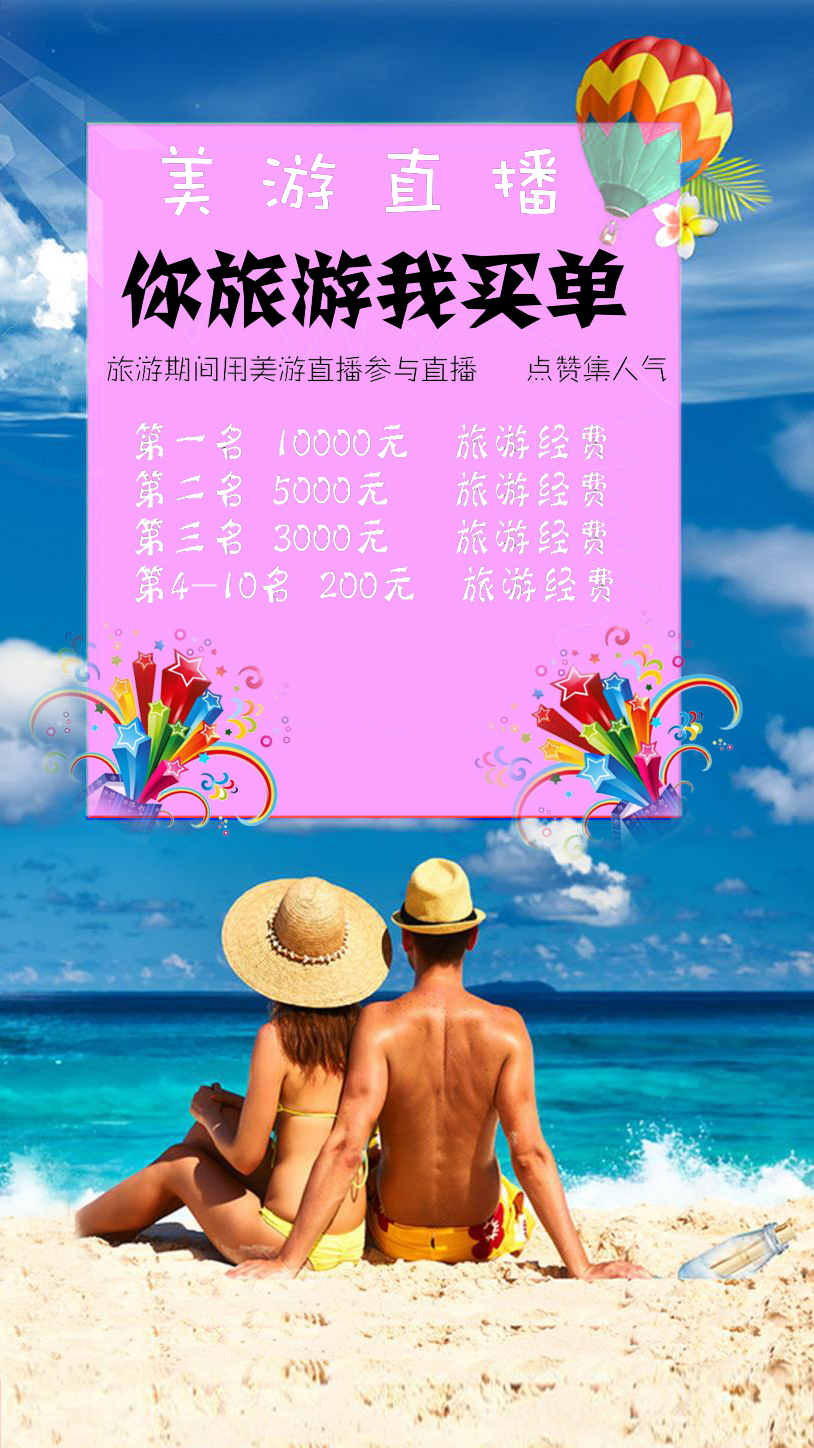 美游直播
你旅游我买单
旅游期间用美游直播参与直播 点赞集人气
第一名 10000元 旅游经费
第二名 5000元 旅游经费
第三名 3000元 旅游经费
第4—10名 200元 旅游经费